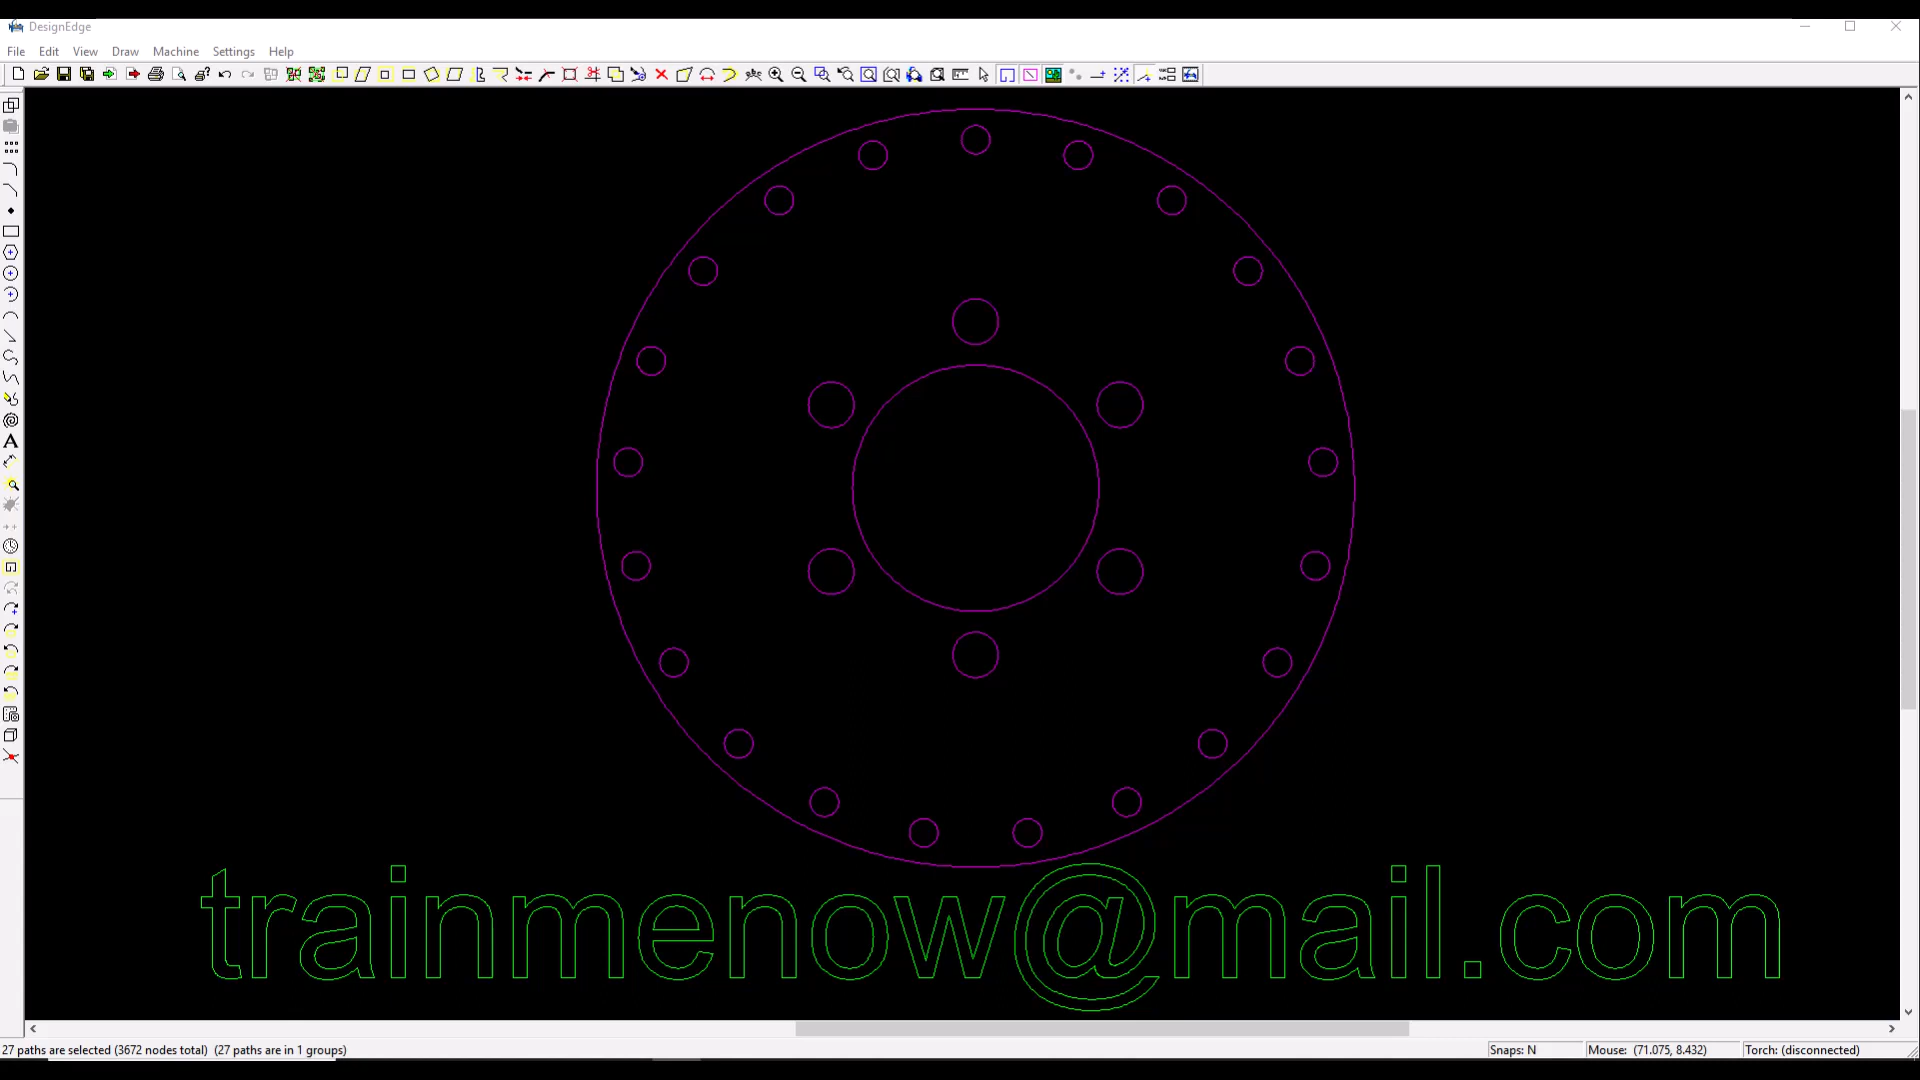 DesignEdge
File Edit View Draw Machine Settings Help
trainmenow@mail.com
27 paths are selected (3672 nodes total) (27 paths are in 1 groups)
Snaps: N
Mouse: (71.075, 8.432)
Torch: (disconnected)